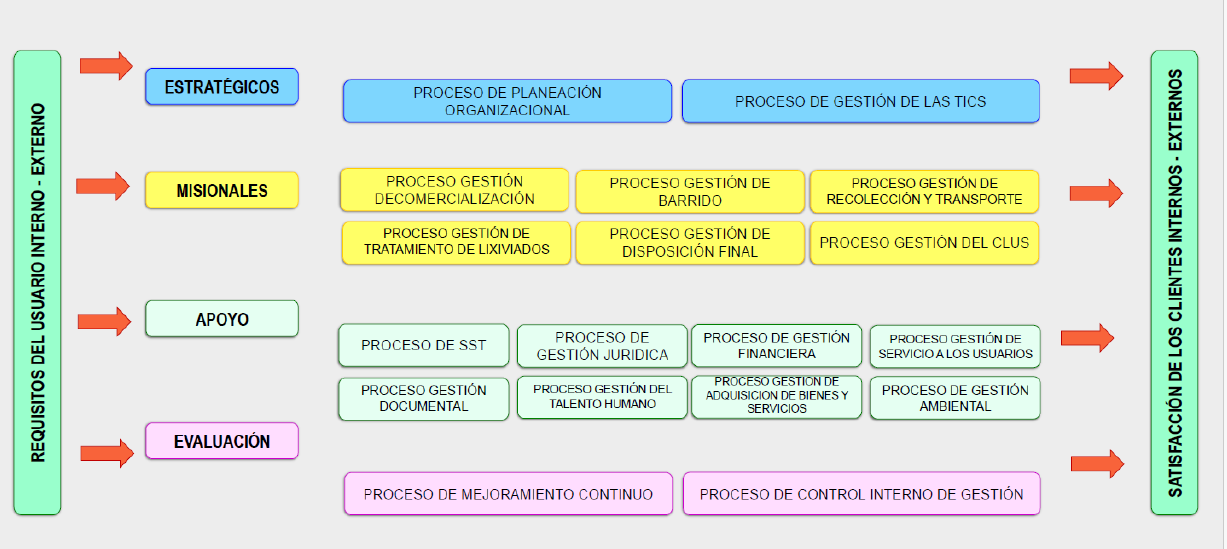 REQUISITOS DEL USUARIO INTERNO - EXTERNO
ESTRATÉGICOS
PROCESO DE PLANEACIÓN
ORGANIZACIONAL
PROCESO DE GESTIÓN DE LAS TICS
MISIONALES
PROCESO GESTIÓN
DECOMERCIALIZACIÓN
PROCESO GESTIÓN DE
BARRIDO
PROCESO GESTIÓN DE
RECOLECCIÓN Y TRANSPORTE
PROCESO GESTIÓN DE
TRATAMIENTO DE LIXIVIADOS
PROCESO GESTIÓN DE
DISPOSICIÓN FINAL
PROCESO GESTIÓN DEL CLUS
APOYO
PROCESO DE SST
PROCESO DE
GESTIÓN JURIDICA
PROCESO DE GESTIÓN
FINANCIERA
PROCESO GESTIÓN DE
SERVICIO A LOS USUARIOS
PROCESO GESTIÓN
DOCUMENTAL
PROCESO GESTIÓN DEL
TALENTO HUMANO
PROCESO GESTIÓN DE
ADQUISICION DE BIENES Y
SERVICIOS
PROCESO DE GESTIÓN
AMBIENTAL
EVALUACIÓN
PROCESO DE MEJORAMIENTO CONTINUO
PROCESO DE CONTROL INTERNO DE GESTIÓN
SATISFACCIÓN DE LOS CLIENTES INTERNOS - EXTERNOS